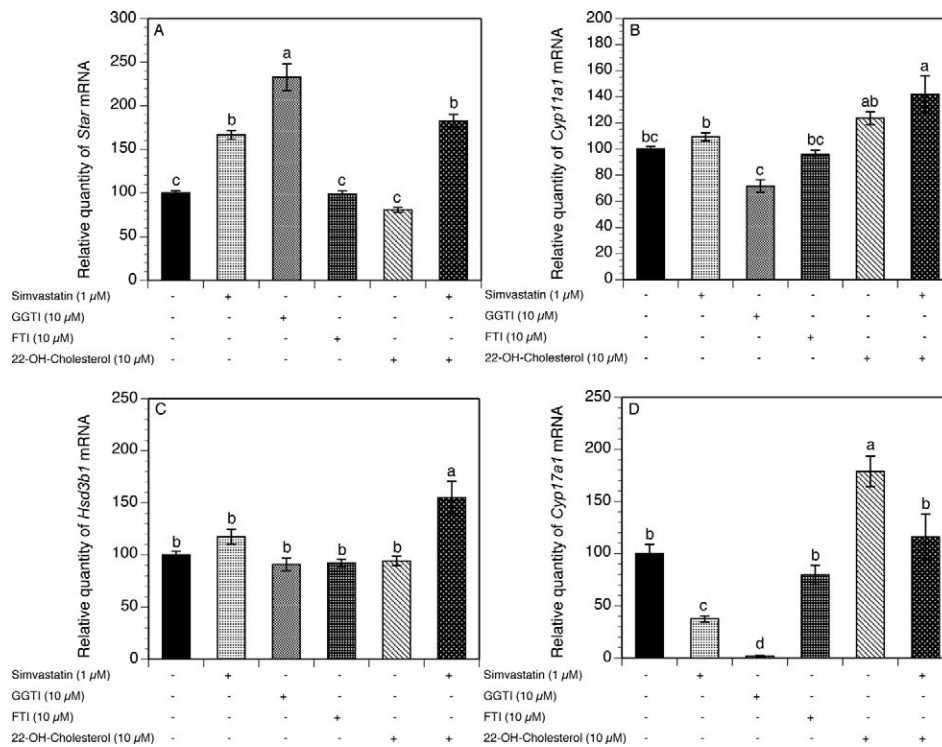 A
Relative quantity of Star mRNA
300
250
200
150
100
50
0
c b a c c b
Simvastatin (1 µM) - + - - - +
GGTI (10 µM) - - + - - -
FTI (10 µM) - - - + - -
22-OH-Cholesterol (10 µM) - - - - + +
B
Relative quantity of Cyp11a1 mRNA
200
180
160
140
120
100
80
60
40
20
0
bc b c bc ab a
Simvastatin (1 µM) - + - - - +
GGTI (10 µM) - - + - - -
FTI (10 µM) - - - + - -
22-OH-Cholesterol (10 µM) - - - - + +
C
Relative quantity of Hsd3b1 mRNA
250
200
150
100
50
0
b b b b b a
Simvastatin (1 µM) - + - - - +
GGTI (10 µM) - - + - - -
FTI (10 µM) - - - + - -
22-OH-Cholesterol (10 µM) - - - - + +
D
Relative quantity of Cyp17a1 mRNA
250
200
150
100
50
0
b c d b a b
Simvastatin (1 µM) - + - - - +
GGTI (10 µM) - - + - - -
FTI (10 µM) - - - + - -
22-OH-Cholesterol (10 µM) - - - - + +